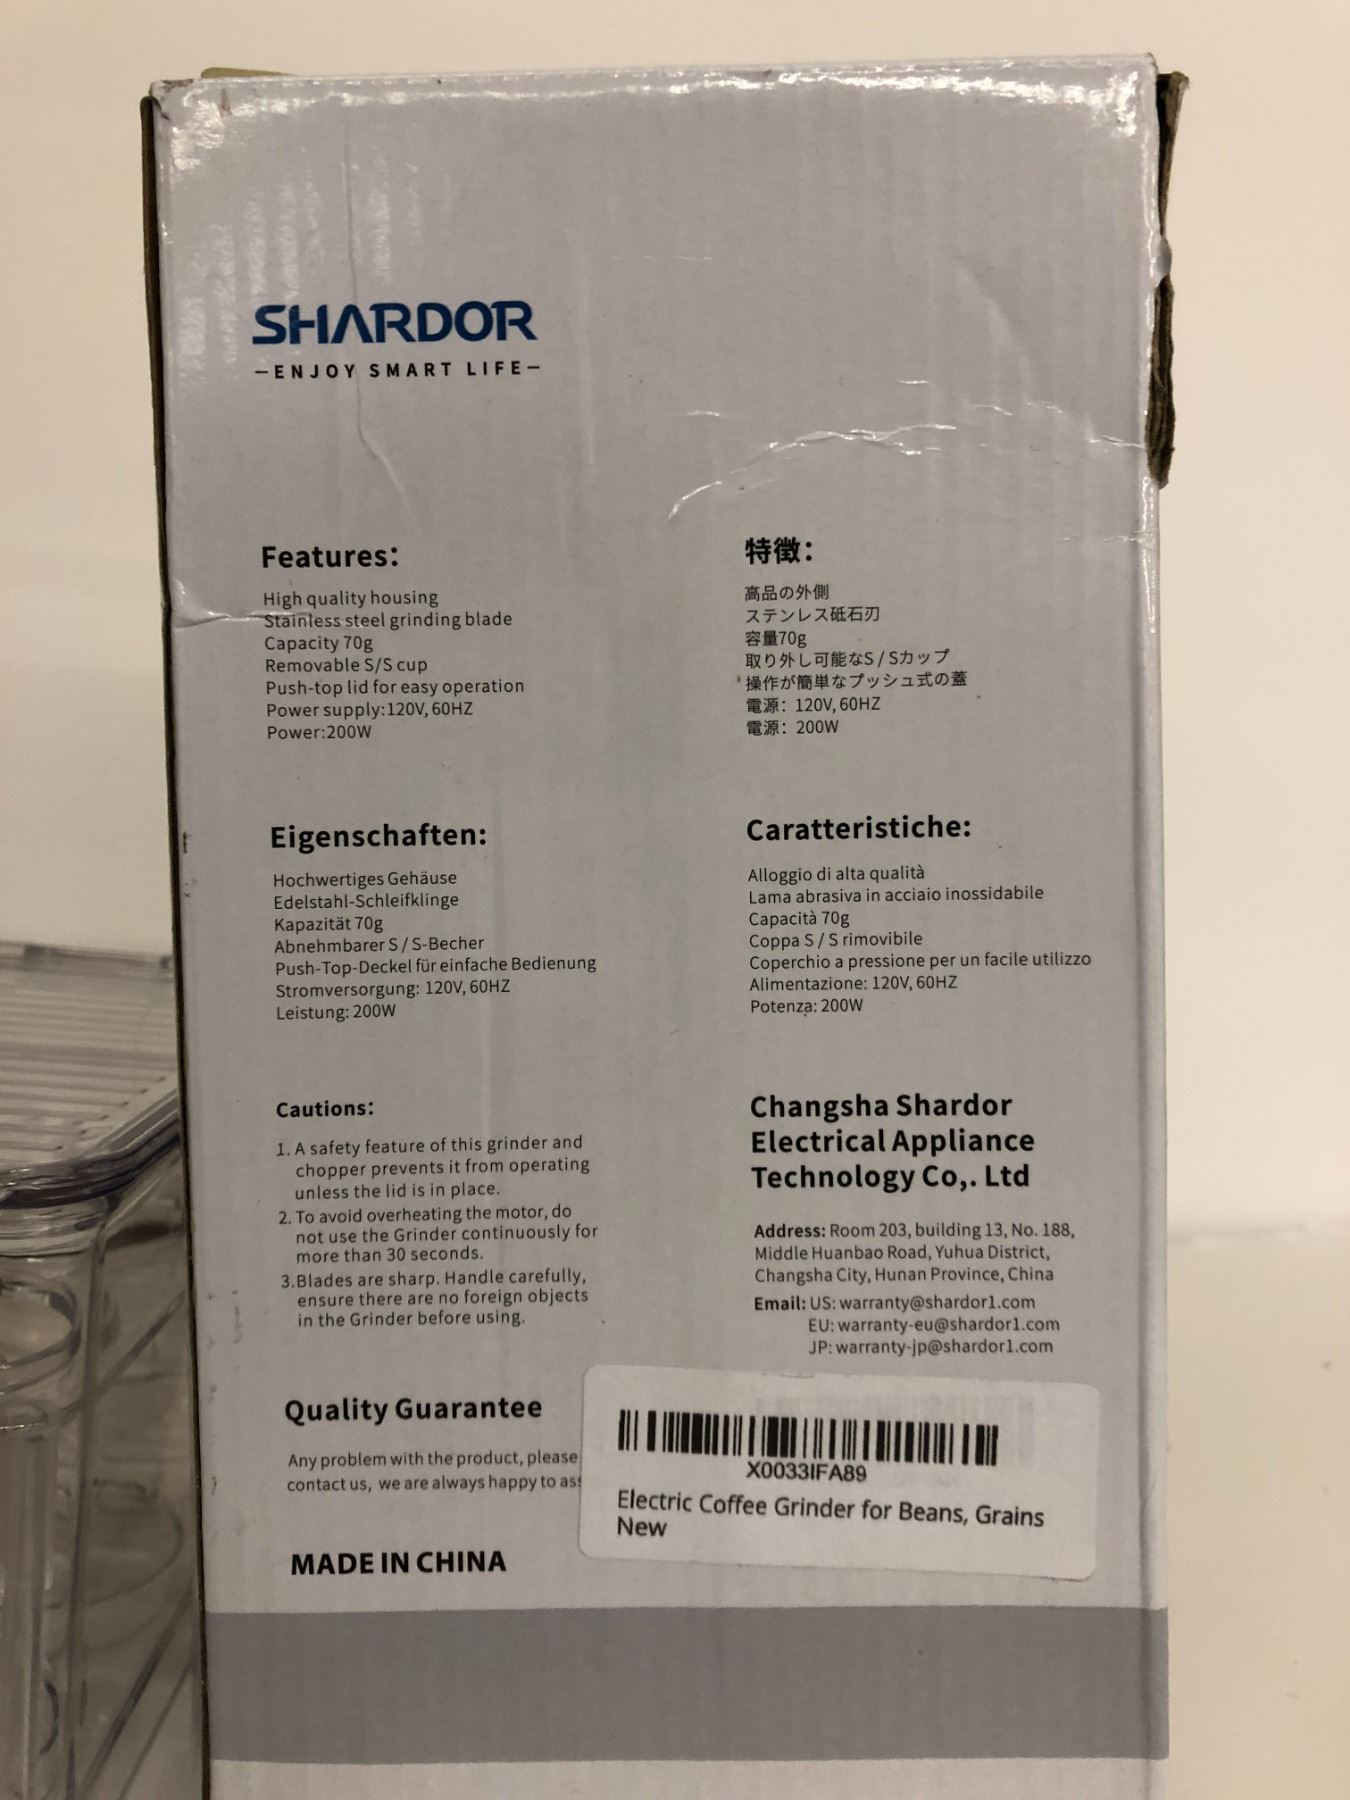 SHARDOR
—ENJOY SMART LIFE—
Features:
High quality housing
Stainless steel grinding blade
Capacity 70g
Removable S/S cup
Push-top lid for easy operation
Power supply:120V, 60HZ
Power:200W
特徴:
高品の外側
ステンレス砥石刃
容量70g
取り外し可能なS / Sカップ
操作が簡単なプッシュ式の蓋
電源: 120V, 60HZ
電源: 200W
Eigenschaften:
Hochwertiges Gehäuse
Edelstahl-Schleifklinge
Kapazität 70g
Abnehmbarer S / S-Becher
Push-Top-Deckel für einfache Bedienung
Stromversorgung: 120V, 60HZ
Leistung: 200W
Caratteristiche:
Alloggio di alta qualità
Lama abrasiva in acciaio inossidabile
Capacità 70g
Coppa S / S rimovibile
Coperchio a pressione per un facile utilizzo
Alimentazione: 120V, 60HZ
Potenza: 200W
Cautions:
1. A safety feature of this grinder and
chopper prevents it from operating
unless the lid is in place.
2. To avoid overheating the motor, do
not use the Grinder continuously for
more than 30 seconds.
3.Blades are sharp. Handle carefully,
ensure there are no foreign objects
in the Grinder before using.
Changsha Shardor
Electrical Appliance
Technology Co,. Ltd
Address: Room 203, building 13, No. 188,
Middle Huanbao Road, Yuhua District,
Changsha City, Hunan Province, China
Email: US: warranty@shardor1.com
EU: warranty-eu@shardor1.com
JP: warranty-jp@shardor1.com
Quality Guarantee
Any problem with the product, please
contact us, we are always happy to
MADE IN CHINA
X0033IFA89
Electric Coffee Grinder for Beans, Grains
New